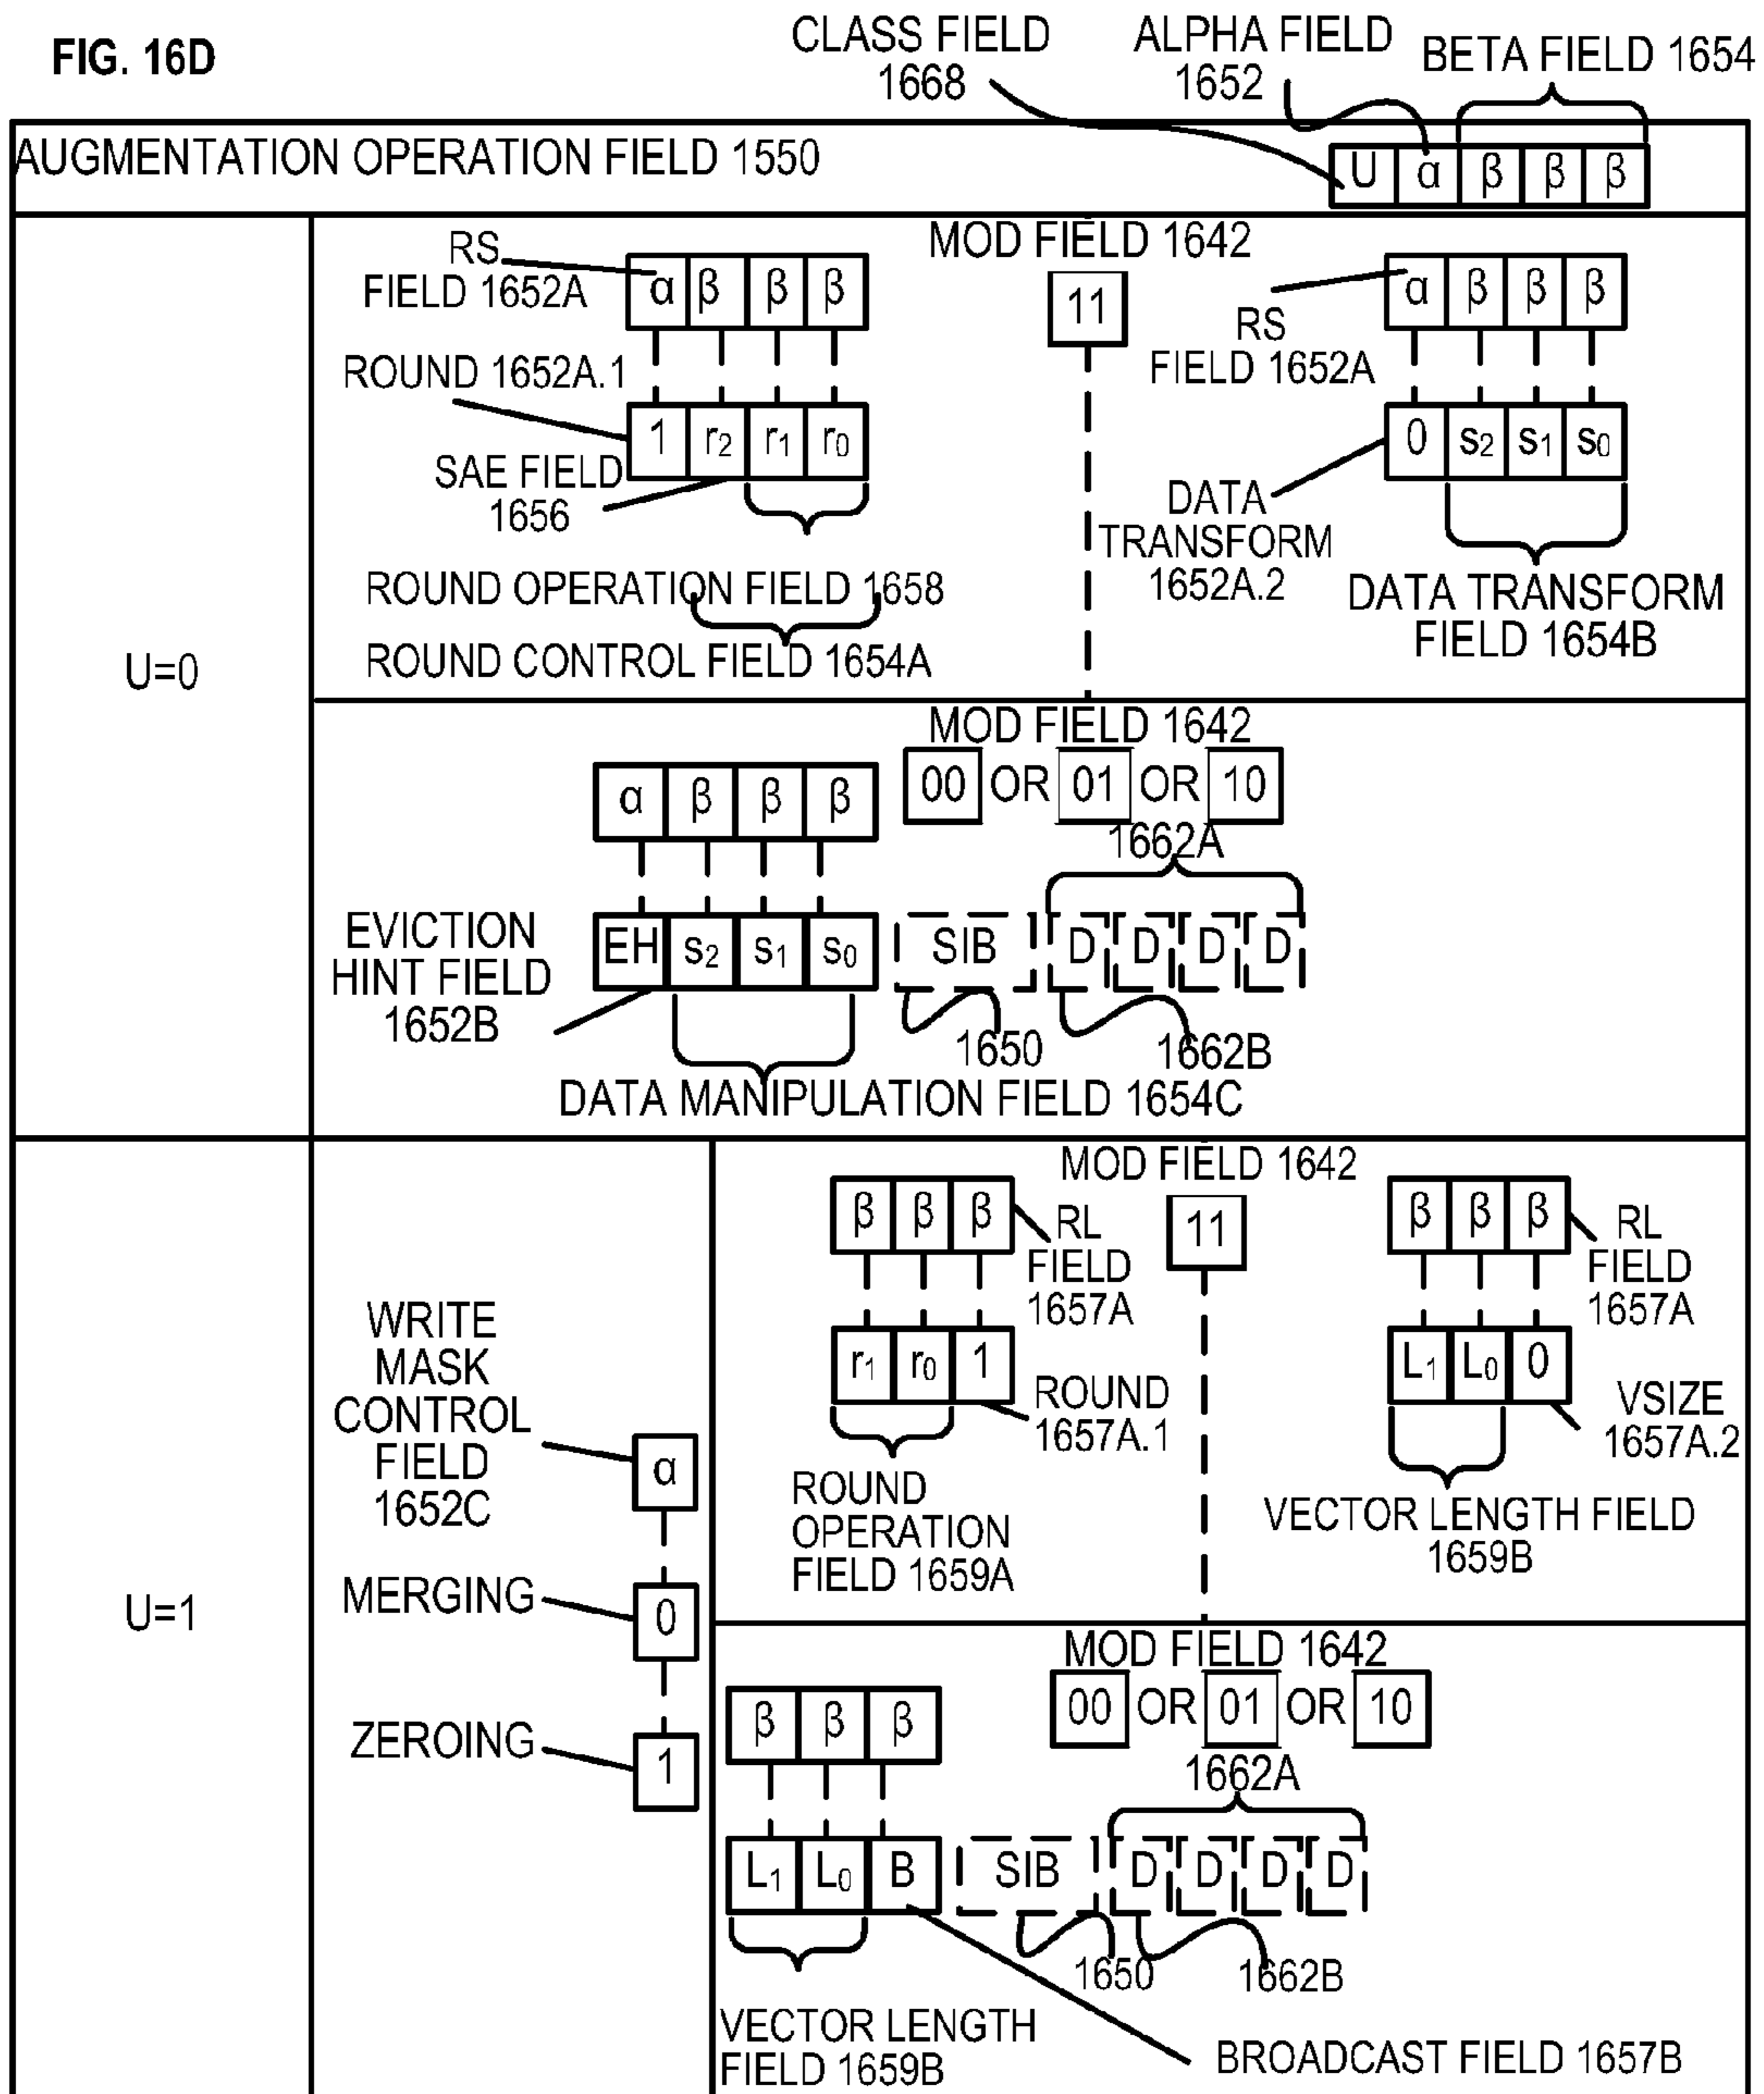 FIG. 16D
CLASS FIELD
1668
ALPHA FIELD
1652
BETA FIELD 1654
AUGMENTATION OPERATION FIELD 1550
U α β β β
U=0
MOD FIELD 1642
11
RS
FIELD 1652A
α β β β
ROUND 1652A.1
1 r2 r1 r0
SAE FIELD
1656
ROUND OPERATION FIELD 1658
ROUND CONTROL FIELD 1654A
α β β β
RS
FIELD 1652A
0 s2 s1 s0
DATA
TRANSFORM
1652A.2
DATA TRANSFORM
FIELD 1654B
MOD FIELD 1642
00 OR 01 OR 10
α β β β
1662A
EVICTION
HINT FIELD
1652B
EH s2 s1 s0 SIB D D D D
1650
1662B
DATA MANIPULATION FIELD 1654C
U=1
WRITE
MASK
CONTROL
FIELD
1652C
α
MERGING
0
ZEROING
1
MOD FIELD 1642
11
β β β
RL
FIELD
1657A
r1 r0 1
ROUND
1657A.1
ROUND
OPERATION
FIELD 1659A
β β β
RL
FIELD
1657A
L1 L0 0
VSIZE
1657A.2
VECTOR LENGTH FIELD
1659B
MOD FIELD 1642
00 OR 01 OR 10
β β β
1662A
L1 L0 B SIB D D D D
1650
1662B
VECTOR LENGTH
FIELD 1659B
BROADCAST FIELD 1657B